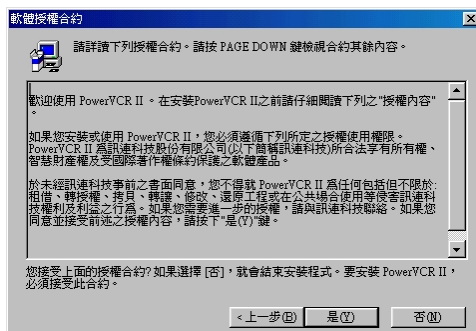 軟體授權合約
請詳讀下列授權合約。請按 PAGE DOWN 鍵檢視合約其餘內容。
歡迎使用 PowerVCR II 。在安裝PowerVCR II之前請仔細閱讀下列之"授權內容"
。
如果您安裝或使用 PowerVCR II，您必須遵循下列所定之授權使用權限。
PowerVCR II 爲訊連科技股份有限公司(以下簡稱訊連科技)所合法享有所有權、
智慧財產權及受國際著作權條約保護之軟體產品。
於未經訊連科技事前之書面同意，您不得就 PowerVCR II 爲任何包括但不限於:
租借、轉授權、拷貝、轉讓、修改、還原工程或在公共場合使用等侵害訊連科
技權利及利益之行爲。如果您需要進一步的授權，請與訊連科技聯絡。如果您
同意並接受前述之授權內容，請按下"是(Y)"鍵。
您接受上面的授權合約? 如果選擇 [否]，就會結束安裝程式。要安裝 PowerVCR II，
必須接受此合約。
<上一步(B) 是(Y) 否(N)